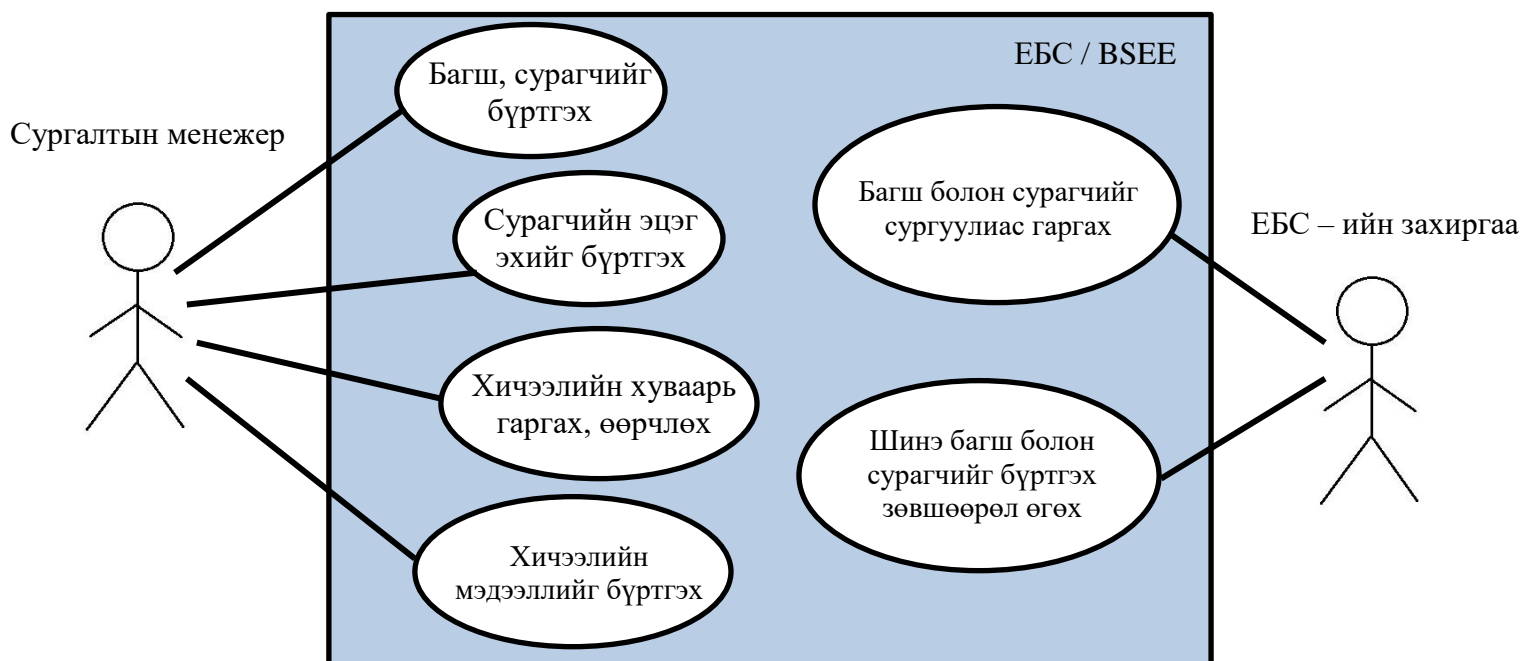 ЕБС / BSEE
Сургалтын менежер
Багш, сурагчийг
бүртгэх
Сурагчийн эцэг
эхийг бүртгэх
Хичээлийн хуваарь
гаргах, өөрчлөх
Хичээлийн
мэдээллийг бүртгэх
Багш болон сурагчийг
сургуулиас гаргах
Шинэ багш болон
сурагчийг бүртгэх
зөвшөөрөл өгөх
ЕБС – ийн захиргаа